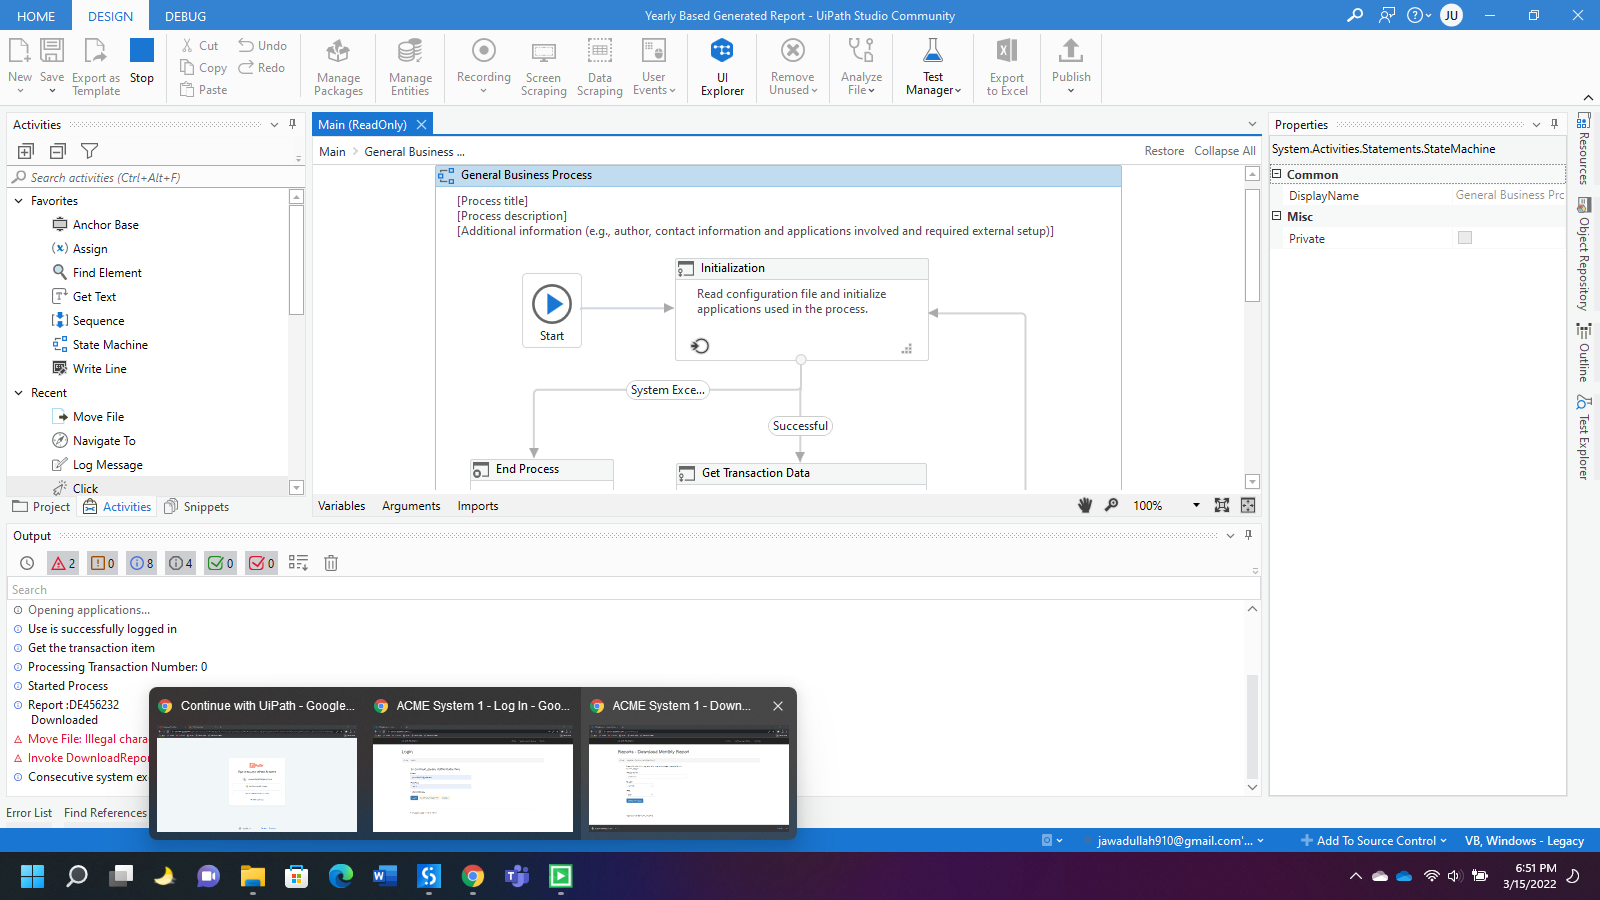 HOME DESIGN DEBUG Yearly Based Generated Report - UiPath Studio Community JU
New Save Export as Template Stop
Cut Undo
Copy Redo
Paste
Manage Packages Manage Entities Recording Screen Scraping Data Scraping User Events UI Explorer Remove Unused Analyze File Test Manager Export to Excel Publish
Activities
Search activities (Ctrl+Alt+F)
Favorites
Anchor Base
(x) Assign
Find Element
Get Text
Sequence
State Machine
Write Line
Recent
Move File
Navigate To
Log Message
Click
Project Activities Snippets
Main (ReadOnly)
Main > General Business ... Restore Collapse All
General Business Process
[Process title]
[Process description]
[Additional information (e.g., author, contact information and applications involved and required external setup)]
Start
Initialization
Read configuration file and initialize
applications used in the process.
System Exce...
Successful
End Process
Get Transaction Data
Variables Arguments Imports 100%
Properties
System.Activities.Statements.StateMachine
Common
DisplayName General Business Prc
Misc
Private
Resources
Object Repository
Outline
Test Explorer
Output
2 0 8 4 0 0
Search
Opening applications...
Use is successfully logged in
Get the transaction item
Processing Transaction Number: 0
Started Process
Report :DE456232
Downloaded
Move File: Illegal chara
Invoke DownloadRepor
Consecutive system ex
Continue with UiPath - Google...
ACME System 1 - Log In - Goo...
ACME System 1 - Down...
Login
Reports - Download Monthly Report
Error List Find References
jawadullah910@gmail.com'... Add To Source Control VB, Windows - Legacy
6:51 PM
3/15/2022